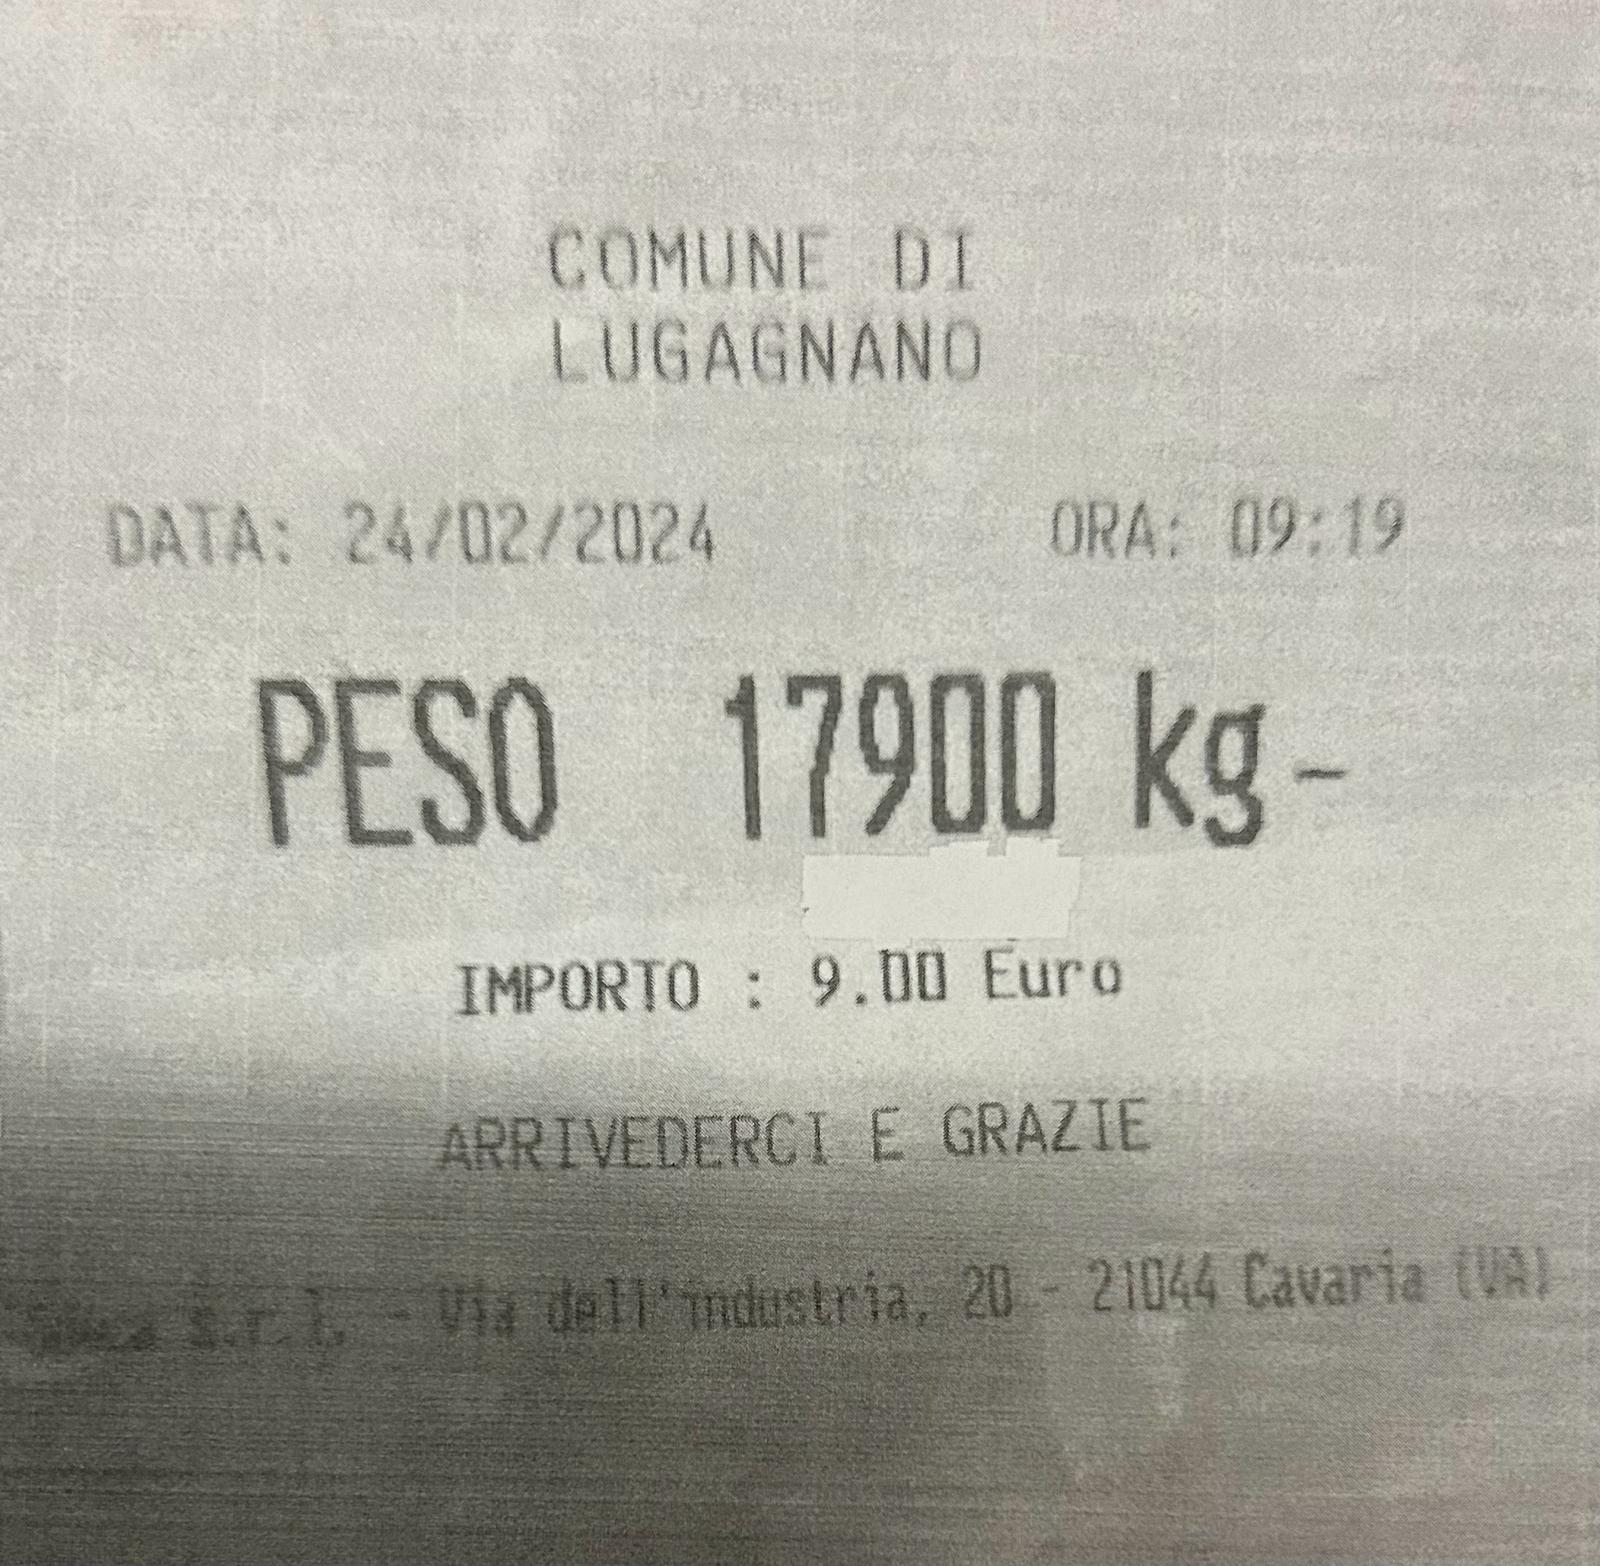 COMUNE DI
LUGAGNANO
DATA: 24/02/2024 ORA: 09:19
PESO 17900 kg-
IMPORTO : 9.00 Euro
ARRIVEDERCI E GRAZIE
s.r.l. - Via dell'industria, 20 - 21044 Cavaria (VA)